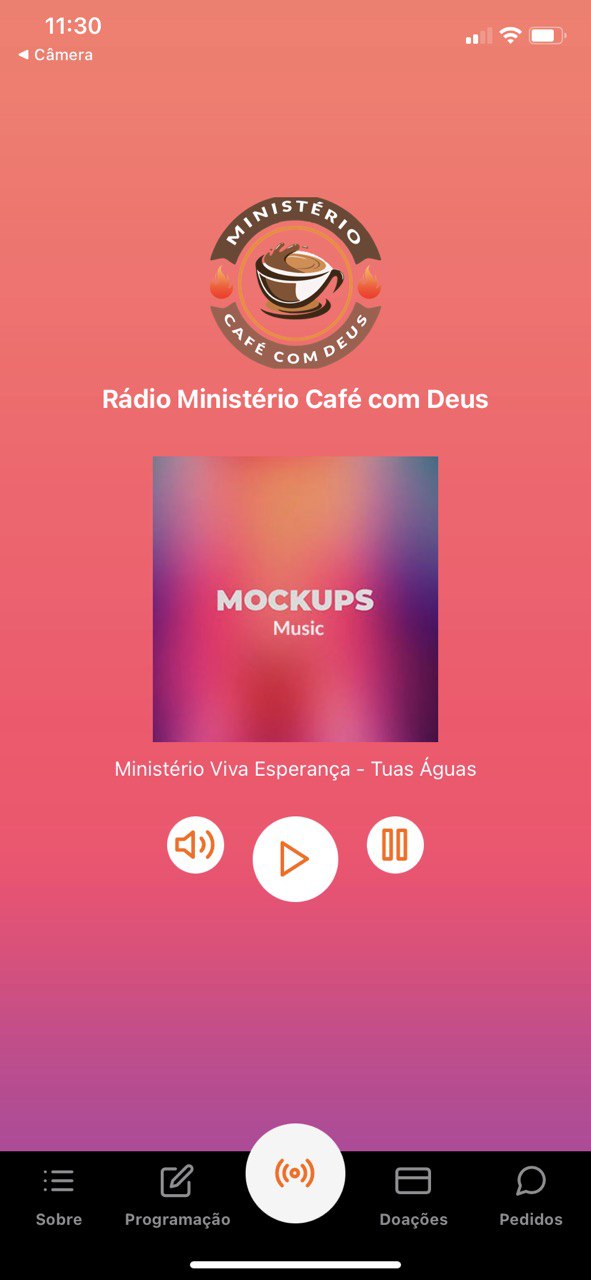 11:30
◀ Câmera
MINISTÉRIO
CAFÉ COM DEUS
Rádio Ministério Café com Deus
MOCKUPS
Music
Ministério Viva Esperança - Tuas Águas
Sobre
Programação
Doações
Pedidos